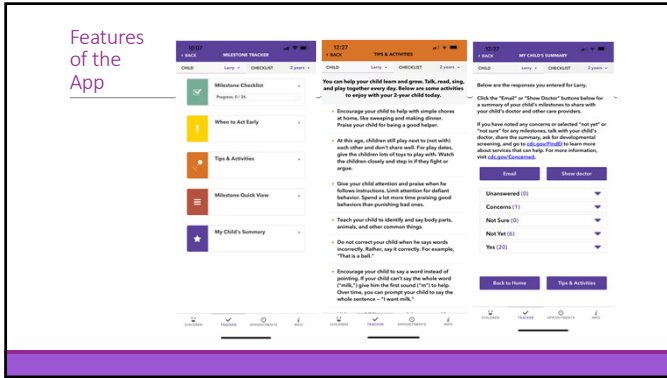 Features
of the
App
10:07
< BACK
MILESTONE TRACKER
CHILD
Larry
CHECKLIST
2 years
Milestone Checklist
Progress: 0 / 26
When to Act Early
Tips & Activities
Milestone Quick View
My Child's Summary
CHILDREN
TRACKER
APPOINTMENTS
INFO
12:27
< BACK
TIPS & ACTIVITIES
CHILD
Larry
CHECKLIST
2 years
You can help your child learn and grow. Talk, read, sing,
and play together every day. Below are some activities
to enjoy with your 2-year child today.
• Encourage your child to help with simple chores
at home, like sweeping and making dinner.
Praise your child for being a good helper.
• At this age, children still play next to (not with)
each other and don't share well. For play dates,
give the children lots of toys to play with. Watch
the children closely and step in if they fight or
argue.
• Give your child attention and praise when he
follows instructions. Limit attention for defiant
behavior. Spend a lot more time praising good
behaviors than punishing bad ones.
• Teach your child to identify and say body parts,
animals, and other common things.
• Do not correct your child when he says words
incorrectly. Rather, say it correctly. For example,
"That is a ball."
• Encourage your child to say a word instead of
pointing. If your child can't say the whole word
("milk,") give him the first sound ("m") to help.
Over time, you can prompt your child to say the
whole sentence – "I want milk."
CHILDREN
TRACKER
APPOINTMENTS
INFO
12:27
< BACK
MY CHILD'S SUMMARY
CHILD
Larry
CHECKLIST
2 years
Below are the responses you entered for Larry.
Click the "Email" or "Show Doctor" buttons below for
a summary of your child's milestones to share with
your child's doctor and other care providers.
If you have noted any concerns or selected "not yet" or
"not sure" for any milestones, talk with your child's
doctor, share the summary, ask for developmental
screening, and go to cdc.gov/FindEI to learn more
about services that can help. For more information,
visit cdc.gov/Concerned.
Email
Show doctor
Unanswered (0)
Concerns (1)
Not Sure (0)
Not Yet (6)
Yes (20)
Back to Home
Tips & Activities
CHILDREN
TRACKER
APPOINTMENTS
INFO